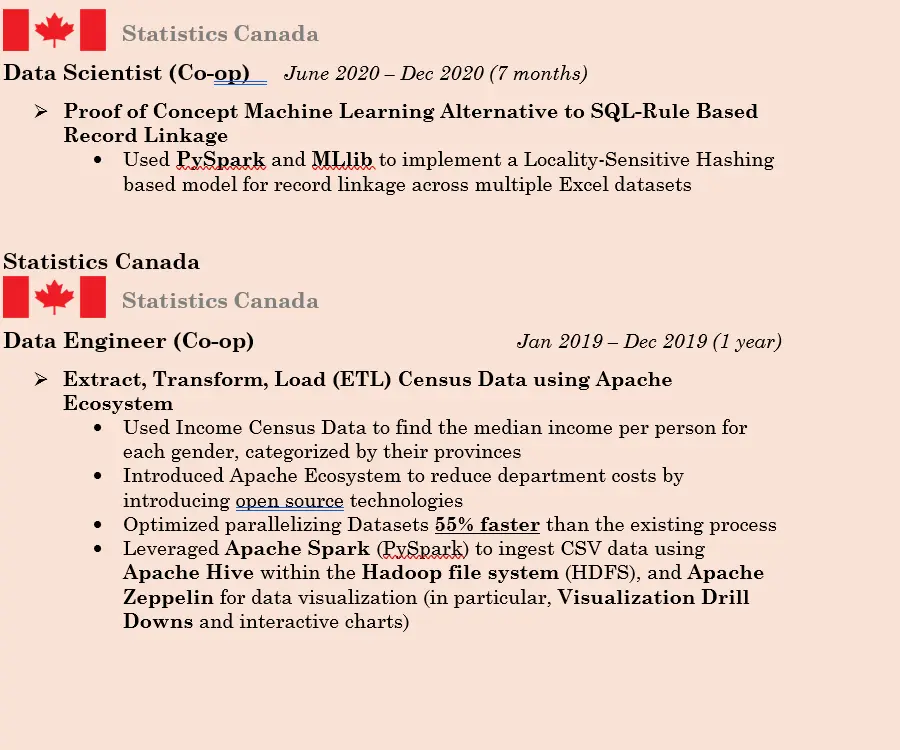 Statistics Canada
Data Scientist (Co-op) June 2020 – Dec 2020 (7 months)
➢ Proof of Concept Machine Learning Alternative to SQL-Rule Based
Record Linkage
• Used PySpark and MLlib to implement a Locality-Sensitive Hashing
based model for record linkage across multiple Excel datasets
Statistics Canada
Statistics Canada
Data Engineer (Co-op) Jan 2019 – Dec 2019 (1 year)
➢ Extract, Transform, Load (ETL) Census Data using Apache
Ecosystem
• Used Income Census Data to find the median income per person for
each gender, categorized by their provinces
• Introduced Apache Ecosystem to reduce department costs by
introducing open source technologies
• Optimized parallelizing Datasets 55% faster than the existing process
• Leveraged Apache Spark (PySpark) to ingest CSV data using
Apache Hive within the Hadoop file system (HDFS), and Apache
Zeppelin for data visualization (in particular, Visualization Drill
Downs and interactive charts)